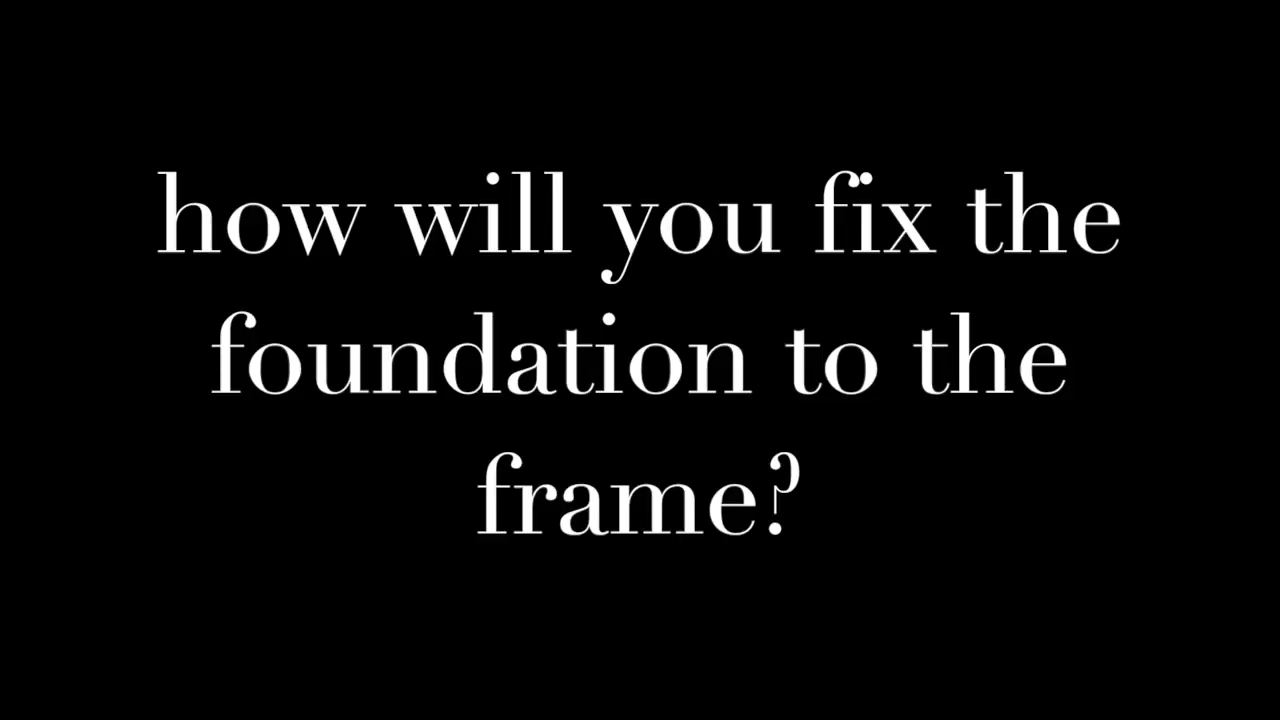 how will you fix the
foundation to the
frame?